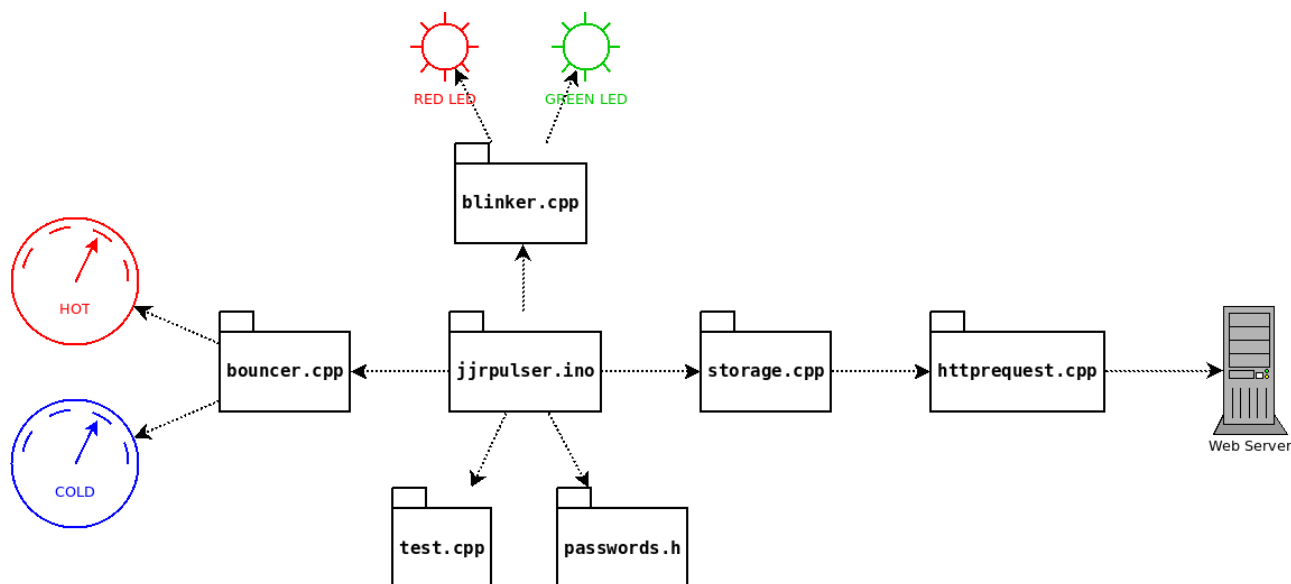 RED LED
GREEN LED
blinker.cpp
HOT
bouncer.cpp
jjrpulser.ino
storage.cpp
httprequest.cpp
Web Server
COLD
test.cpp
passwords.h